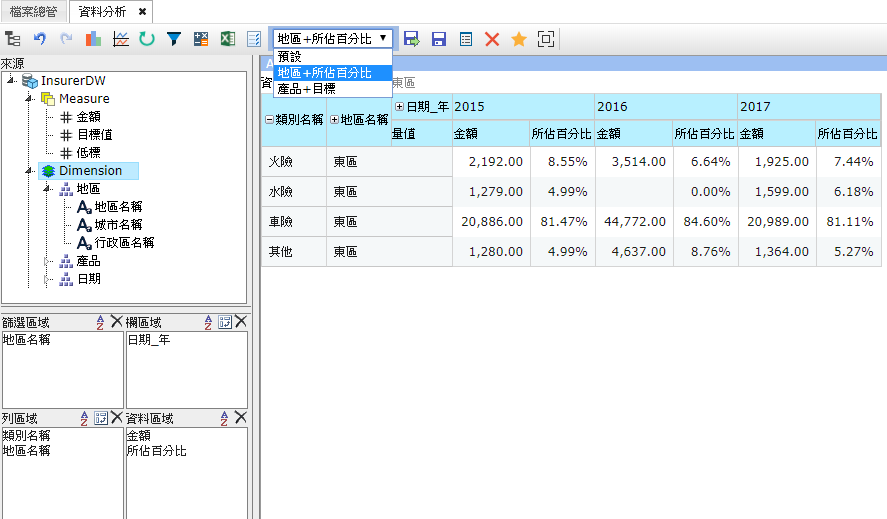 檔案總管 資料分析
地區+所佔百分比
預設
地區+所佔百分比
產品+目標
來源
InsurerDW
Measure
金額
目標值
低標
Dimension
地區
地區名稱
城市名稱
行政區名稱
產品
日期
篩選區域 欄區域
地區名稱 日期_年
列區域 資料區域
類別名稱 金額
地區名稱 所佔百分比
東區
類別名稱 地區名稱 日期_年 2015 2016 2017
量值 金額 所佔百分比 金額 所佔百分比 金額 所佔百分比
火險 東區 2,192.00 8.55% 3,514.00 6.64% 1,925.00 7.44%
水險 東區 1,279.00 4.99% 0.00% 1,599.00 6.18%
車險 東區 20,886.00 81.47% 44,772.00 84.60% 20,989.00 81.11%
其他 東區 1,280.00 4.99% 4,637.00 8.76% 1,364.00 5.27%